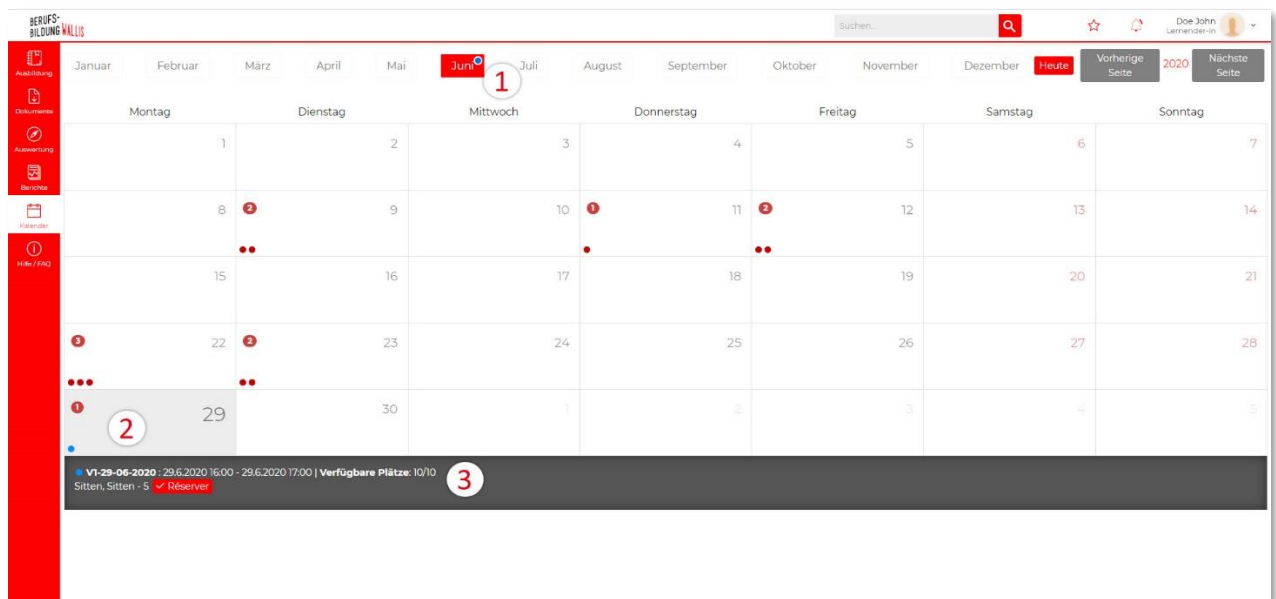 BERUFS-
BILDUNG WALLIS
Suchen...
Doe John
Lernender-in
Ausbildung
Dokumente
Auswertung
Berichte
Kalender
Hilfe / FAQ
Januar Februar März April Mai Juni Juli August September Oktober November Dezember Heute Vorherige Seite 2020 Nächste Seite
1
Montag Dienstag Mittwoch Donnerstag Freitag Samstag Sonntag
1 2 3 4 5 6 7
8 2 9 10 1 11 2 12 13 14
15 16 17 18 19 20 21
3 22 2 23 24 25 26 27 28
1 2 29 30 1 2 3 4 5
V1-29-06-2020 : 29.6.2020 16:00 - 29.6.2020 17:00 | Verfügbare Plätze: 10/10
Sitten, Sitten - 5 Réserver
3